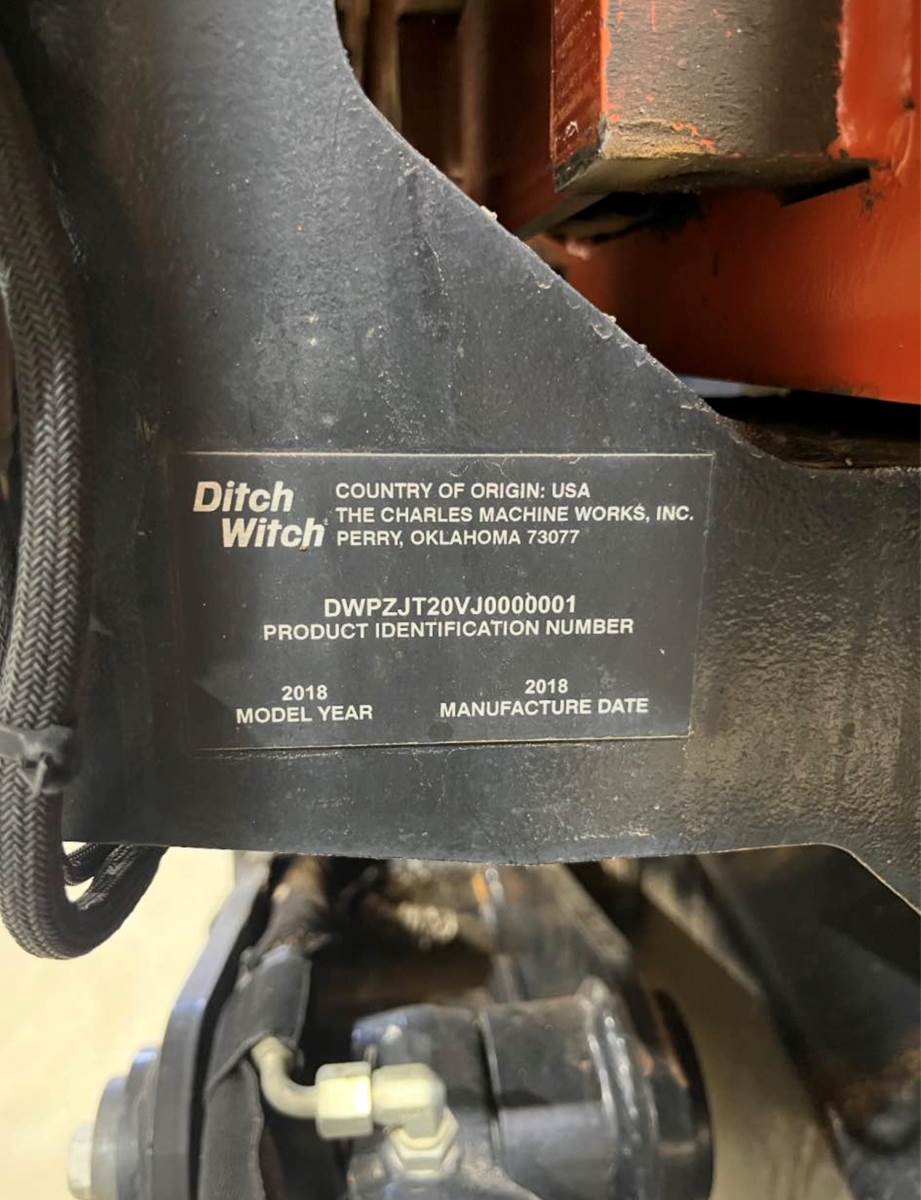 Ditch
Witch
COUNTRY OF ORIGIN: USA
THE CHARLES MACHINE WORKS, INC.
PERRY, OKLAHOMA 73077
DWPZJT20VJ0000001
PRODUCT IDENTIFICATION NUMBER
2018
MODEL YEAR
2018
MANUFACTURE DATE